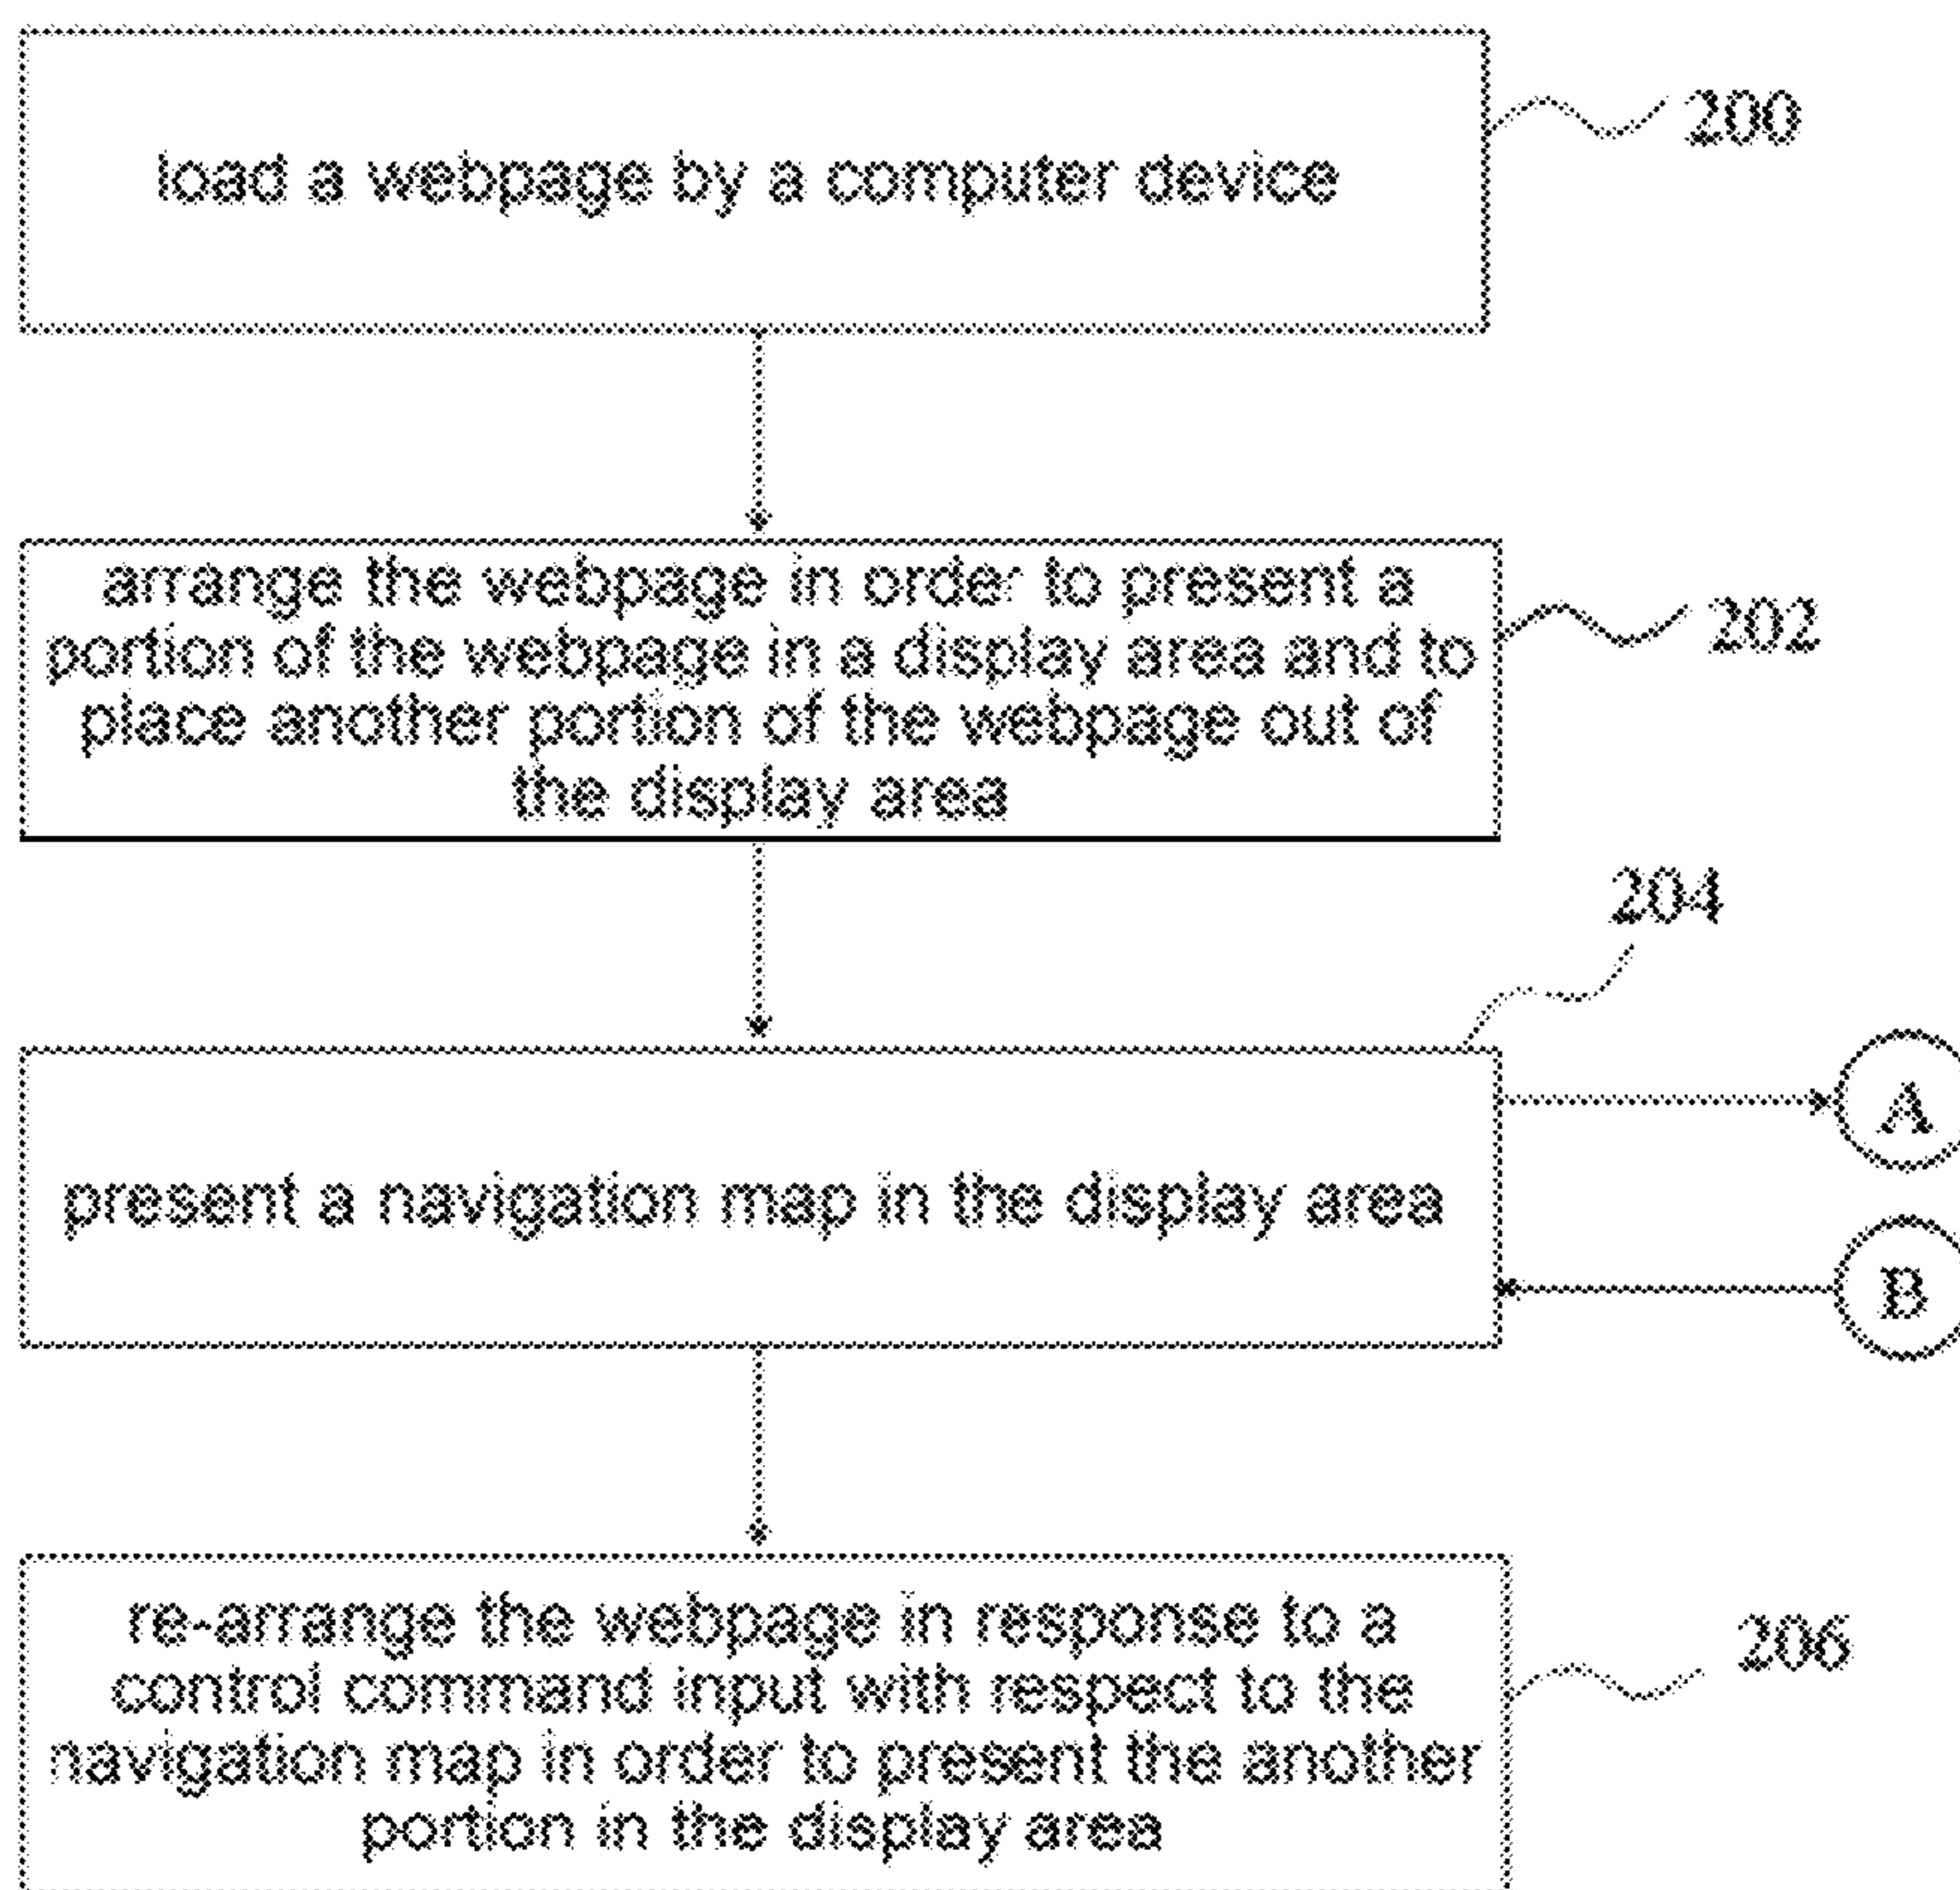 load a webpage by a computer device
200
arrange the webpage in order to present a
portion of the webpage in a display area and to
place another portion of the webpage out of
the display area
202
204
present a navigation map in the display area
A
B
re-arrange the webpage in response to a
control command input with respect to the
navigation map in order to present the another
portion in the display area
206